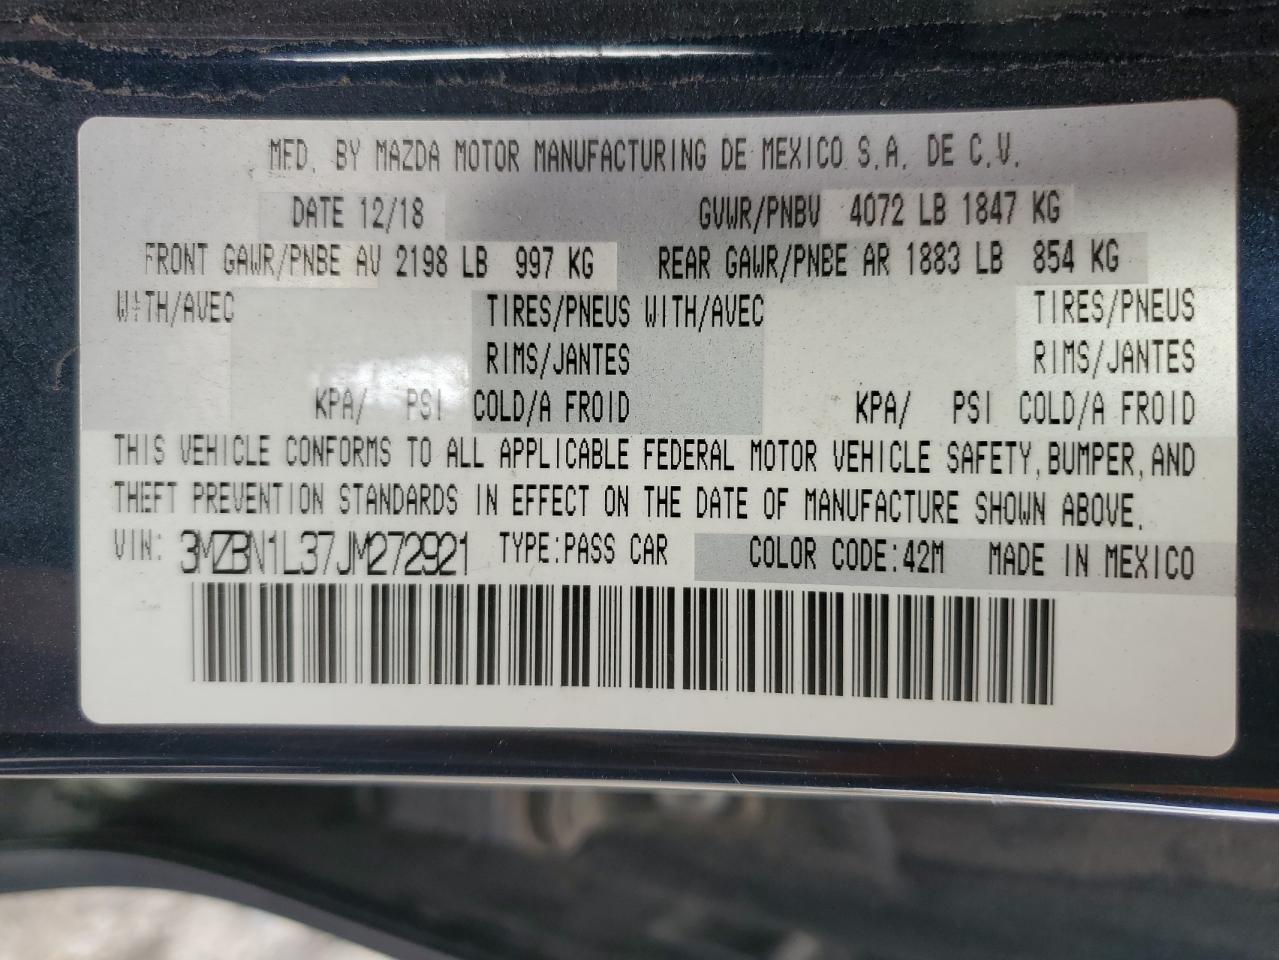 MFD. BY MAZDA MOTOR MANUFACTURING DE MEXICO S.A. DE C.V.
DATE 12/18 GVWR/PNBV 4072 LB 1847 KG
FRONT GAWR/PNBE AV 2198 LB 997 KG REAR GAWR/PNBE AR 1883 LB 854 KG
WITH/AVEC TIRES/PNEUS WITH/AVEC TIRES/PNEUS
RIMS/JANTES RIMS/JANTES
KPA/ PSI COLD/A FROID KPA/ PSI COLD/A FROID
THIS VEHICLE CONFORMS TO ALL APPLICABLE FEDERAL MOTOR VEHICLE SAFETY, BUMPER, AND
THEFT PREVENTION STANDARDS IN EFFECT ON THE DATE OF MANUFACTURE SHOWN ABOVE.
VIN: 3MZBN1L37JM272921 TYPE:PASS CAR COLOR CODE:42M MADE IN MEXICO